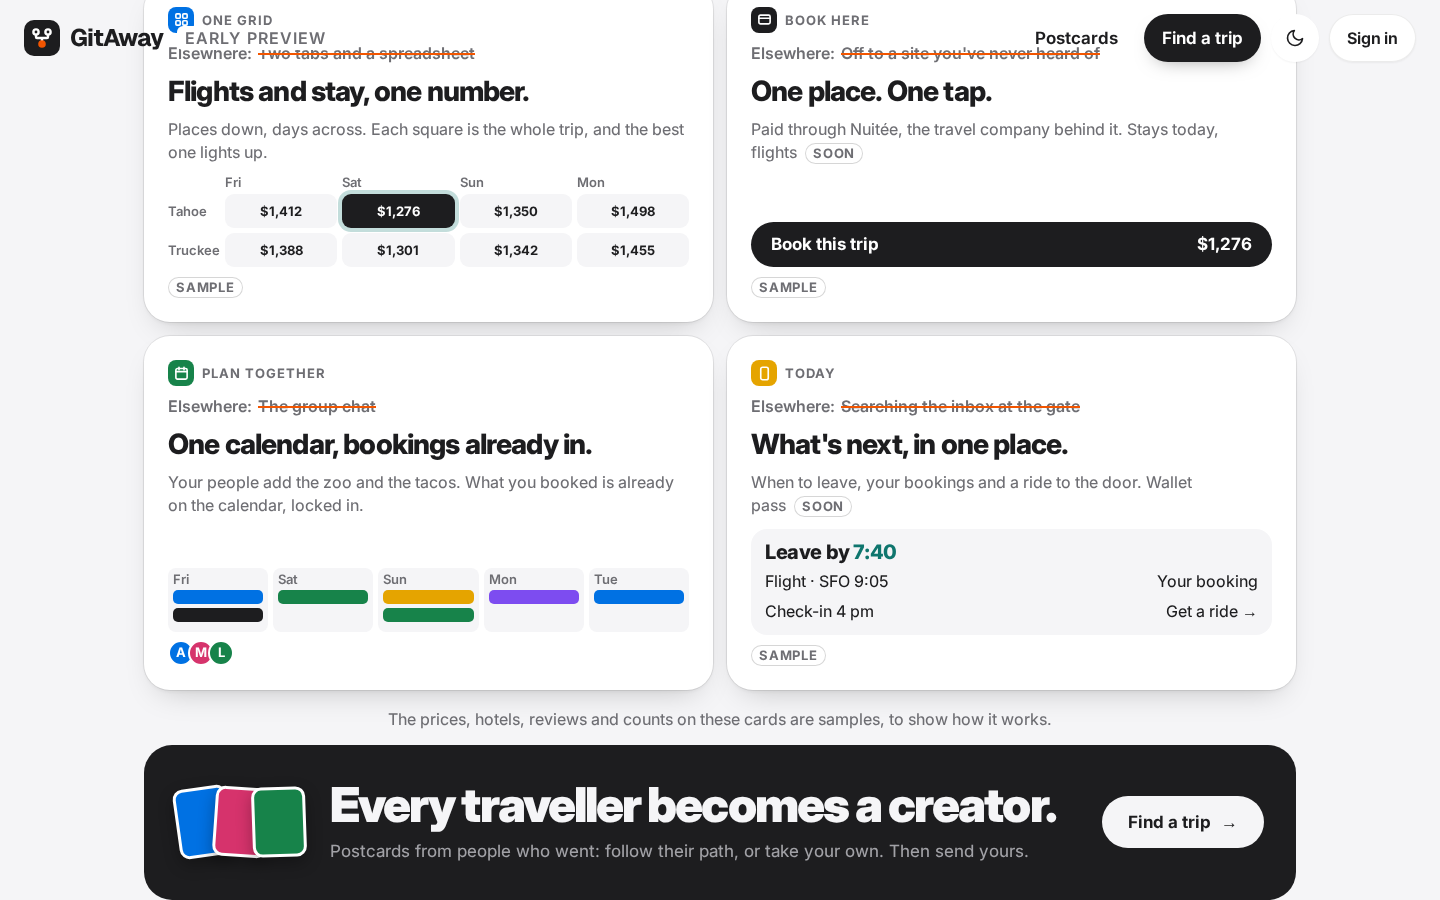 GitAway
EARLY PREVIEW
Postcards
Find a trip
Sign in
ONE GRID
Elsewhere: Two tabs and a spreadsheet
Flights and stay, one number.
Places down, days across. Each square is the whole trip, and the best
one lights up.
Fri Sat Sun Mon
Tahoe $1,412 $1,276 $1,350 $1,498
Truckee $1,388 $1,301 $1,342 $1,455
SAMPLE
BOOK HERE
Elsewhere: Off to a site you've never heard of
One place. One tap.
Paid through Nuitée, the travel company behind it. Stays today,
flights SOON
Book this trip $1,276
SAMPLE
PLAN TOGETHER
Elsewhere: The group chat
One calendar, bookings already in.
Your people add the zoo and the tacos. What you booked is already
on the calendar, locked in.
Fri Sat Sun Mon Tue
A M L
TODAY
Elsewhere: Searching the inbox at the gate
What's next, in one place.
When to leave, your bookings and a ride to the door. Wallet
pass SOON
Leave by 7:40
Flight · SFO 9:05 Your booking
Check-in 4 pm Get a ride →
SAMPLE
The prices, hotels, reviews and counts on these cards are samples, to show how it works.
Every traveller becomes a creator.
Postcards from people who went: follow their path, or take your own. Then send yours.
Find a trip →